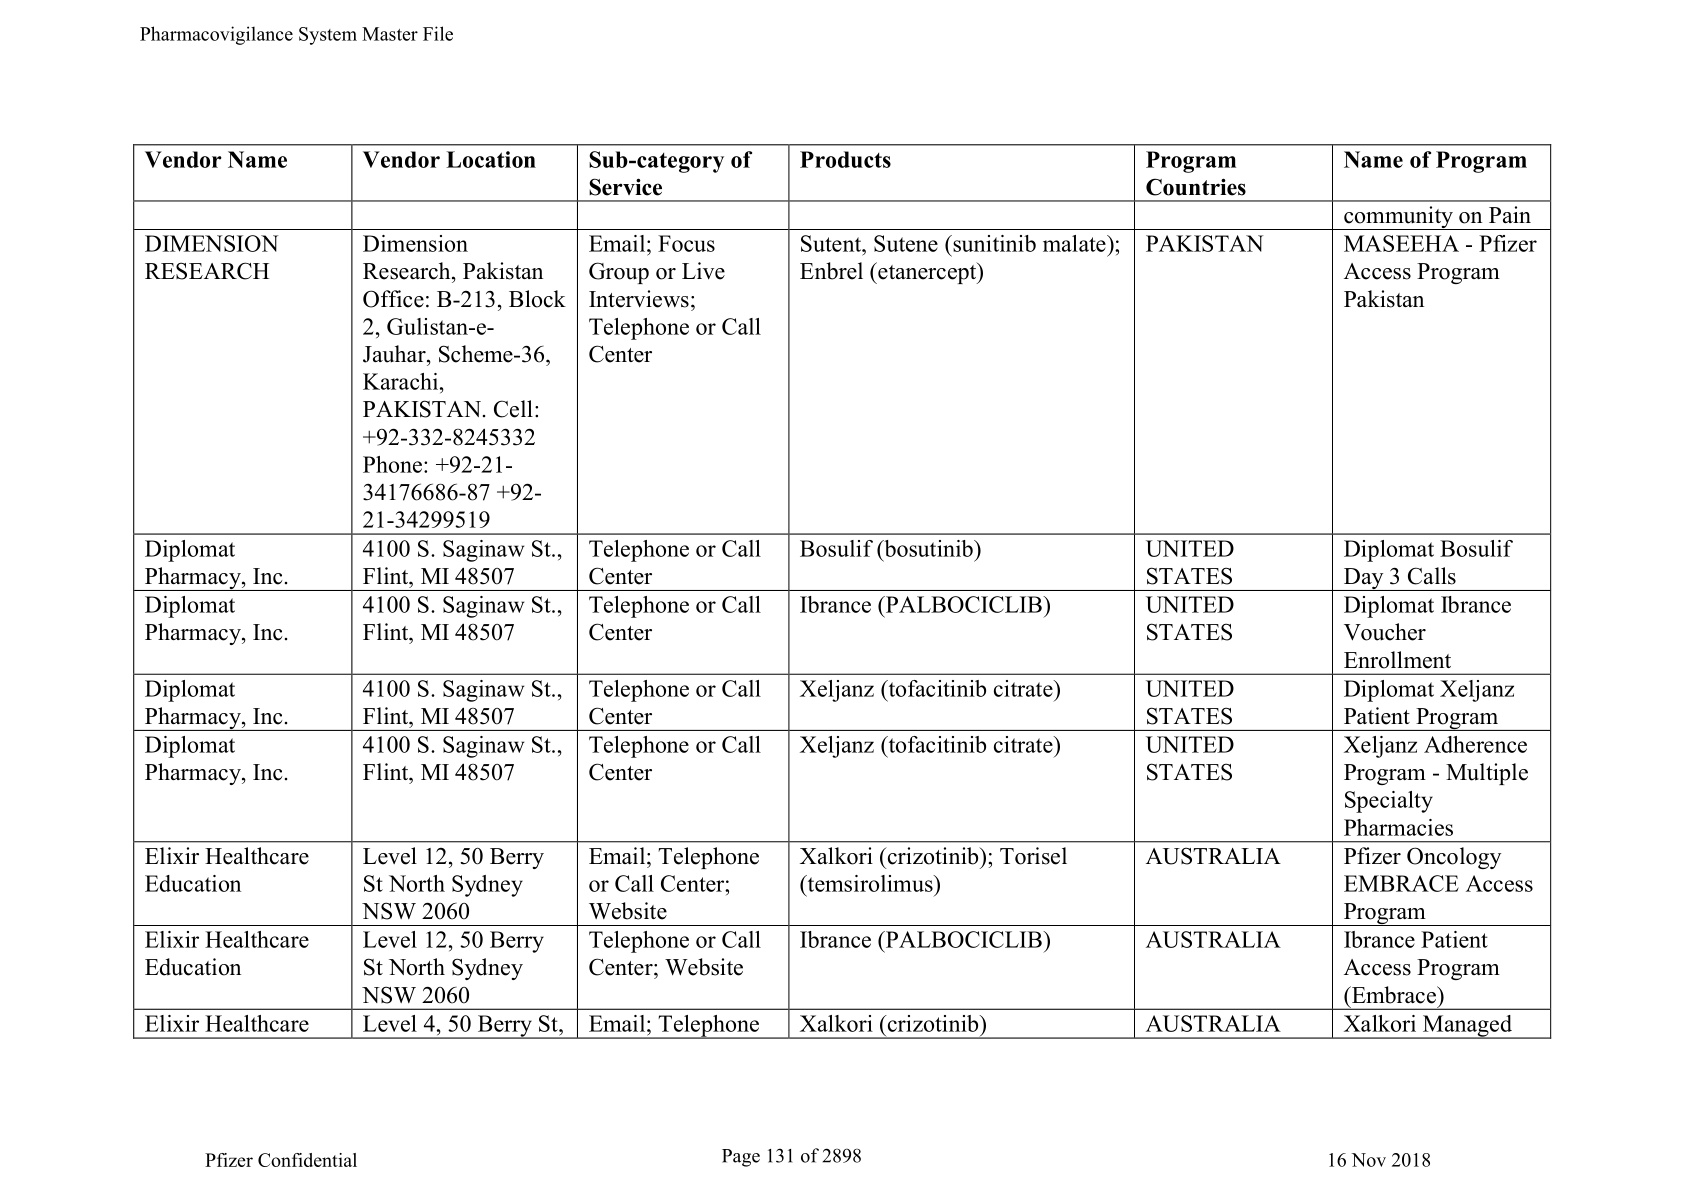 Pharmacovigilance System Master File
Vendor Name
Vendor Location
Sub-category of
Service
Products
Program
Countries
Name of Program
community on Pain
DIMENSION
RESEARCH
Dimension
Research, Pakistan
Office: B-213, Block
2, Gulistan-e-
Jauhar, Scheme-36,
Karachi,
PAKISTAN. Cell:
+92-332-8245332
Phone: +92-21-
34176686-87 +92-
21-34299519
Email; Focus
Group or Live
Interviews;
Telephone or Call
Center
Sutent, Sutene (sunitinib malate);
Enbrel (etanercept)
PAKISTAN
MASEEHA - Pfizer
Access Program
Pakistan
Diplomat
Pharmacy, Inc.
4100 S. Saginaw St.,
Flint, MI 48507
Telephone or Call
Center
Bosulif (bosutinib)
UNITED
STATES
Diplomat Bosulif
Day 3 Calls
Diplomat
Pharmacy, Inc.
4100 S. Saginaw St.,
Flint, MI 48507
Telephone or Call
Center
Ibrance (PALBOCICLIB)
UNITED
STATES
Diplomat Ibrance
Voucher
Enrollment
Diplomat
Pharmacy, Inc.
4100 S. Saginaw St.,
Flint, MI 48507
Telephone or Call
Center
Xeljanz (tofacitinib citrate)
UNITED
STATES
Diplomat Xeljanz
Patient Program
Diplomat
Pharmacy, Inc.
4100 S. Saginaw St.,
Flint, MI 48507
Telephone or Call
Center
Xeljanz (tofacitinib citrate)
UNITED
STATES
Xeljanz Adherence
Program - Multiple
Specialty
Pharmacies
Elixir Healthcare
Education
Level 12, 50 Berry
St North Sydney
NSW 2060
Email; Telephone
or Call Center;
Website
Xalkori (crizotinib); Torisel
(temsirolimus)
AUSTRALIA
Pfizer Oncology
EMBRACE Access
Program
Elixir Healthcare
Education
Level 12, 50 Berry
St North Sydney
NSW 2060
Telephone or Call
Center; Website
Ibrance (PALBOCICLIB)
AUSTRALIA
Ibrance Patient
Access Program
(Embrace)
Elixir Healthcare
Level 4, 50 Berry St,
Email; Telephone
Xalkori (crizotinib)
AUSTRALIA
Xalkori Managed
Pfizer Confidential
Page 131 of 2898
16 Nov 2018